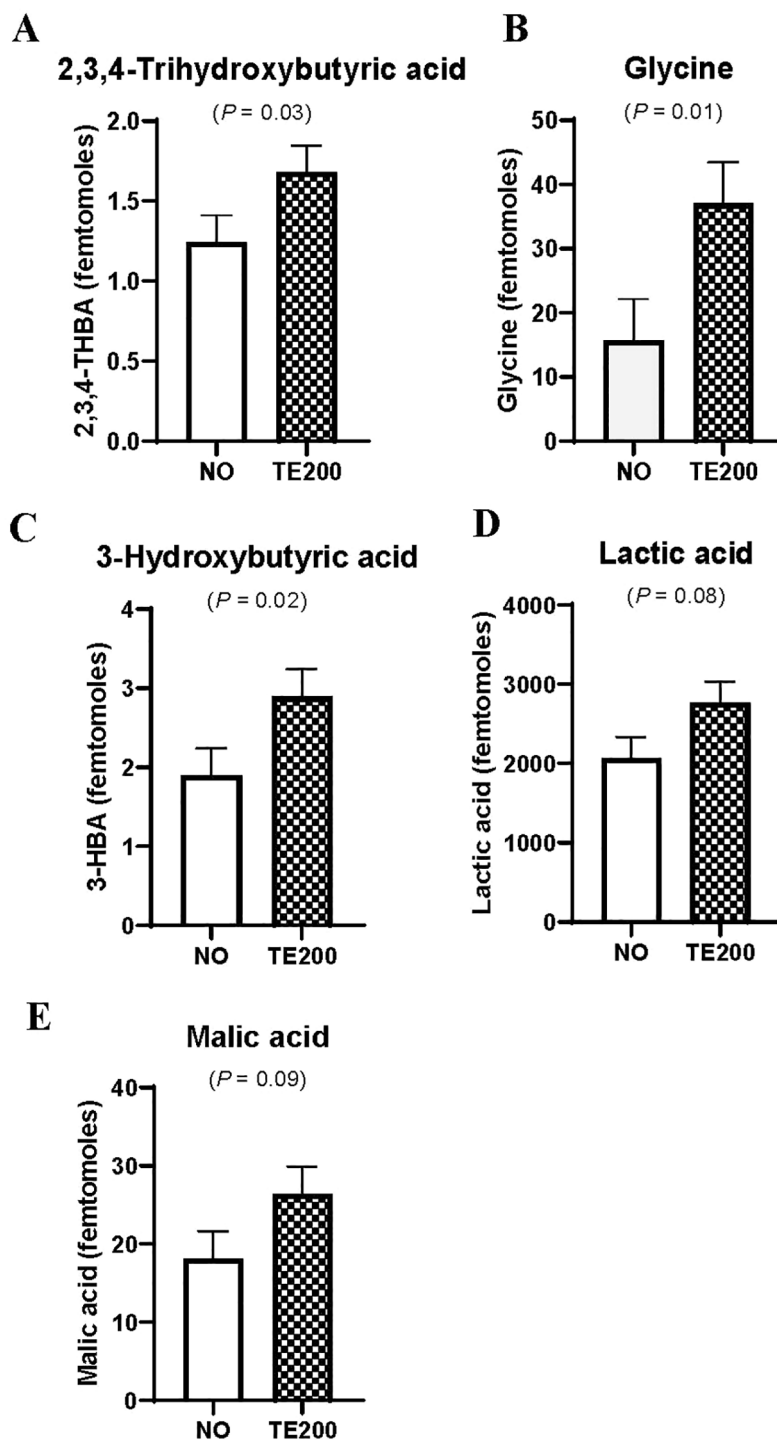 A
2,3,4-Trihydroxybutyric acid
(P = 0.03)
2,3,4-THBA (femtomoles)
2.0
1.5
1.0
0.5
0.0
NO TE200
B
Glycine
(P = 0.01)
Glycine (femtomoles)
50
40
30
20
10
0
NO TE200
C
3-Hydroxybutyric acid
(P = 0.02)
3-HBA (femtomoles)
4
3
2
1
0
NO TE200
D
Lactic acid
(P = 0.08)
Lactic acid (femtomoles)
4000
3000
2000
1000
0
NO TE200
E
Malic acid
(P = 0.09)
Malic acid (femtomoles)
40
30
20
10
0
NO TE200